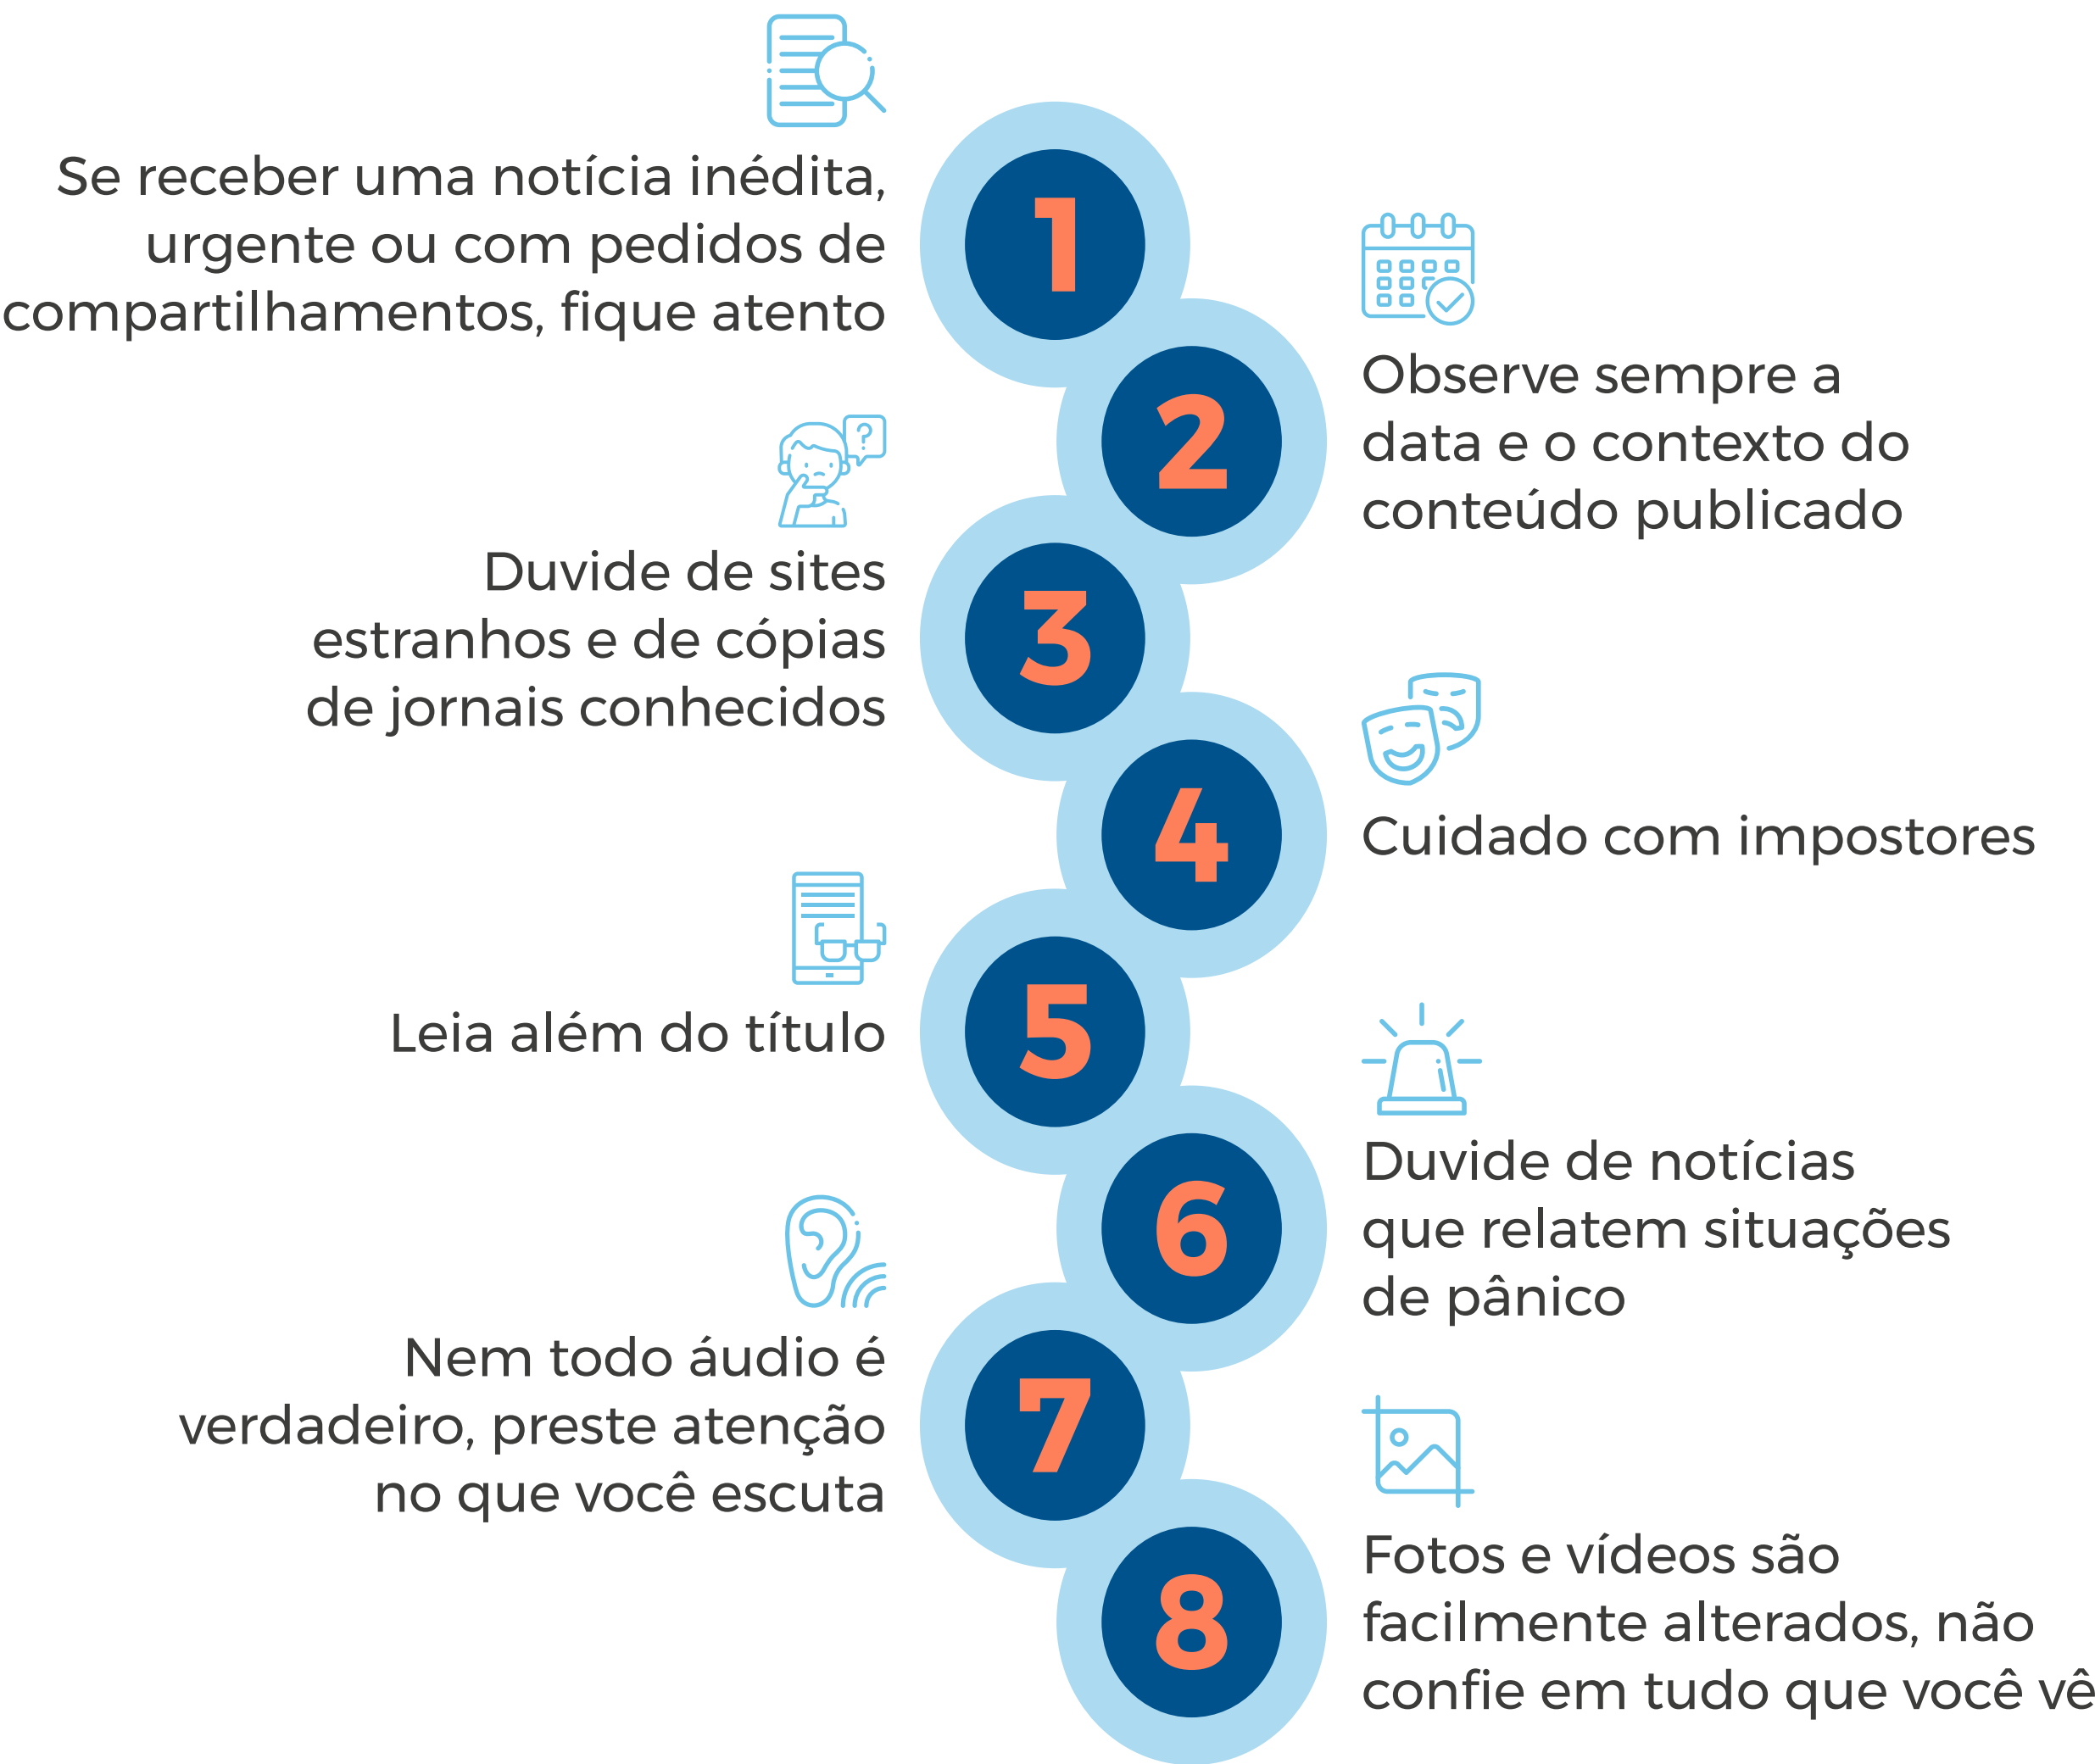 1
Se receber uma notícia inédita,
urgente ou com pedidos de
compartilhamentos, fique atento
2
Observe sempre a
data e o contexto do
conteúdo publicado
3
Duvide de sites
estranhos e de cópias
de jornais conhecidos
4
Cuidado com impostores
5
Leia além do título
6
Duvide de notícias
que relatem situações
de pânico
7
Nem todo áudio é
verdadeiro, preste atenção
no que você escuta
8
Fotos e vídeos são
facilmente alterados, não
confie em tudo que você vê